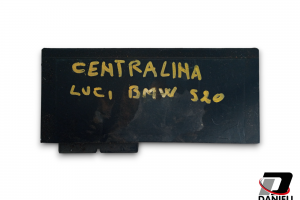 CENTRALINA
LUCI BMW 520
DANIELI